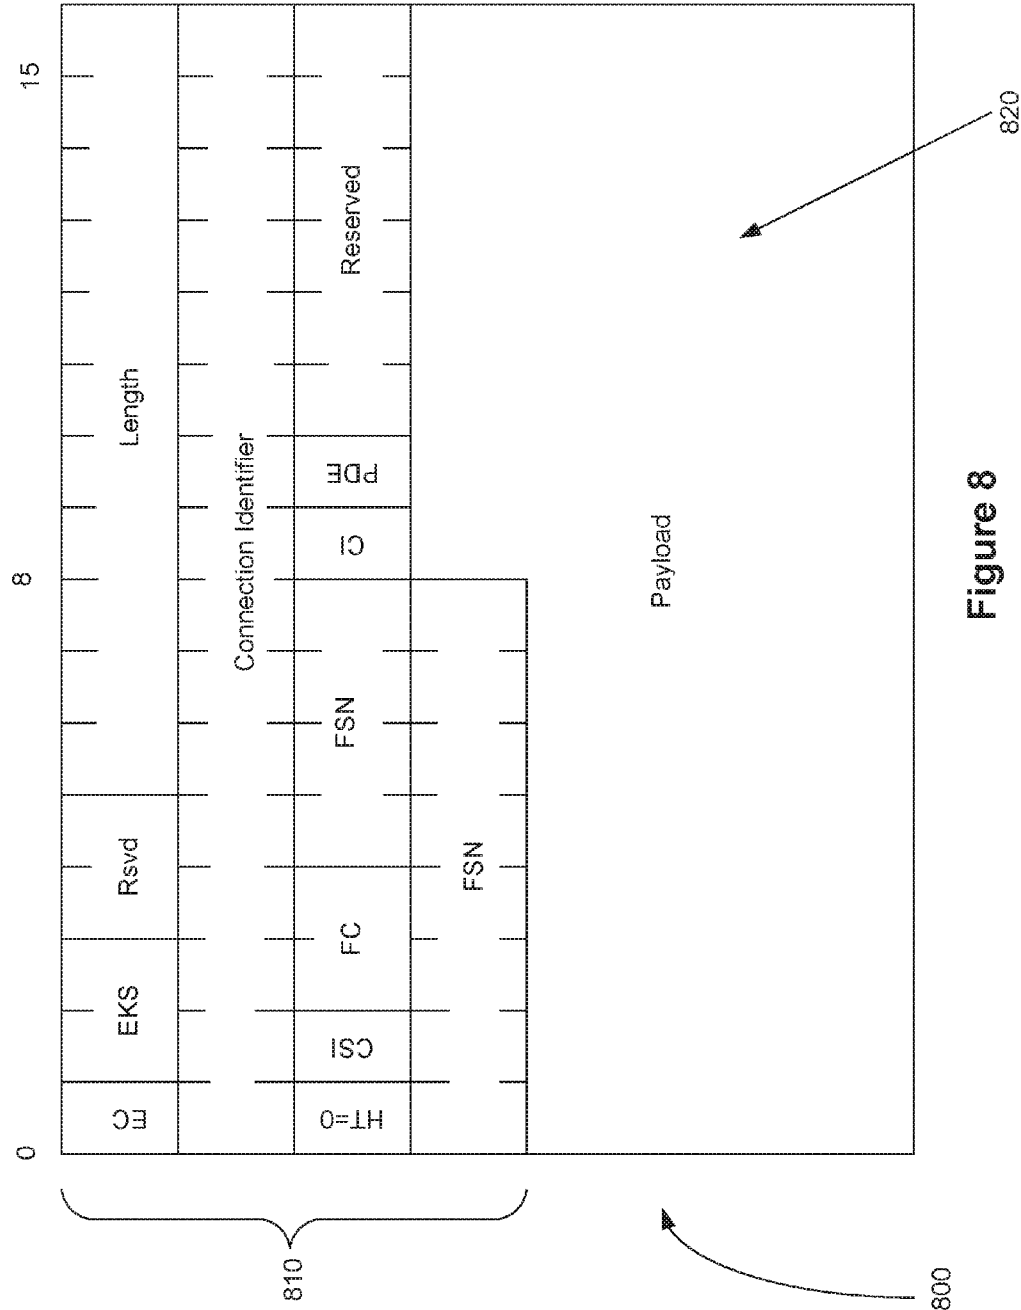 0 8 15
EC EKS Rsvd Length
Connection Identifier
HT=0 CSI FC FSN CI PDE Reserved
FSN
810
Payload
820
800
Figure 8